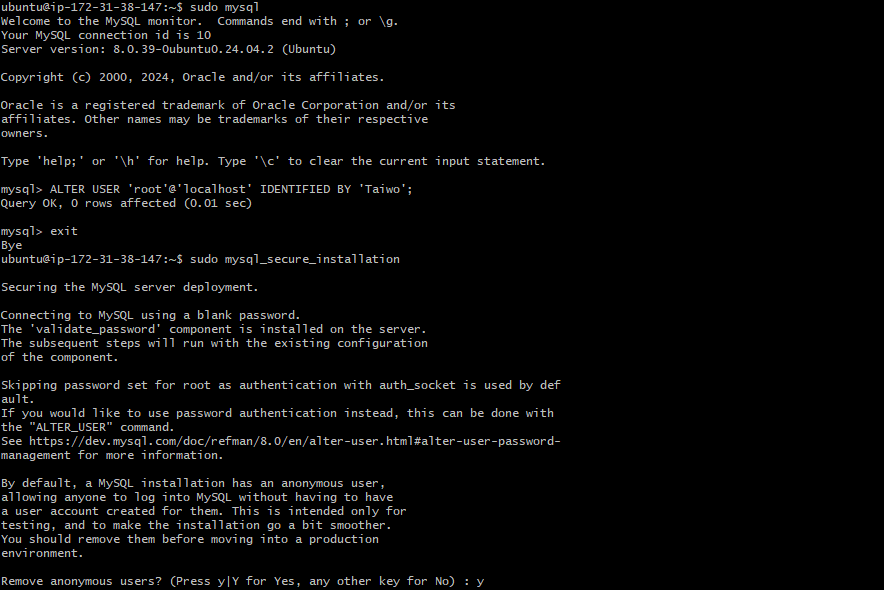 ubuntu@ip-172-31-38-147:~$ sudo mysql
Welcome to the MySQL monitor.  Commands end with ; or \g.
Your MySQL connection id is 10
Server version: 8.0.39-0ubuntu0.24.04.2 (Ubuntu)
Copyright (c) 2000, 2024, Oracle and/or its affiliates.
Oracle is a registered trademark of Oracle Corporation and/or its
affiliates. Other names may be trademarks of their respective
owners.
Type 'help;' or '\h' for help. Type '\c' to clear the current input statement.
mysql> ALTER USER 'root'@'localhost' IDENTIFIED BY 'Taiwo';
Query OK, 0 rows affected (0.01 sec)
mysql> exit
Bye
ubuntu@ip-172-31-38-147:~$ sudo mysql_secure_installation
Securing the MySQL server deployment.
Connecting to MySQL using a blank password.
The 'validate_password' component is installed on the server.
The subsequent steps will run with the existing configuration
of the component.
Skipping password set for root as authentication with auth_socket is used by def
ault.
If you would like to use password authentication instead, this can be done with
the "ALTER_USER" command.
See https://dev.mysql.com/doc/refman/8.0/en/alter-user.html#alter-user-password-
management for more information.
By default, a MySQL installation has an anonymous user,
allowing anyone to log into MySQL without having to have
a user account created for them. This is intended only for
testing, and to make the installation go a bit smoother.
You should remove them before moving into a production
environment.
Remove anonymous users? (Press y|Y for Yes, any other key for No) : y